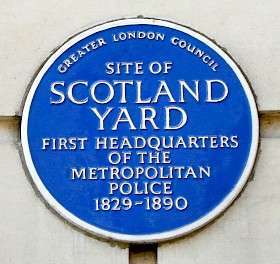 GREATER LONDON COUNCIL
SITE OF
SCOTLAND
YARD
FIRST HEADQUARTERS
OF THE
METROPOLITAN
POLICE
1829-1890